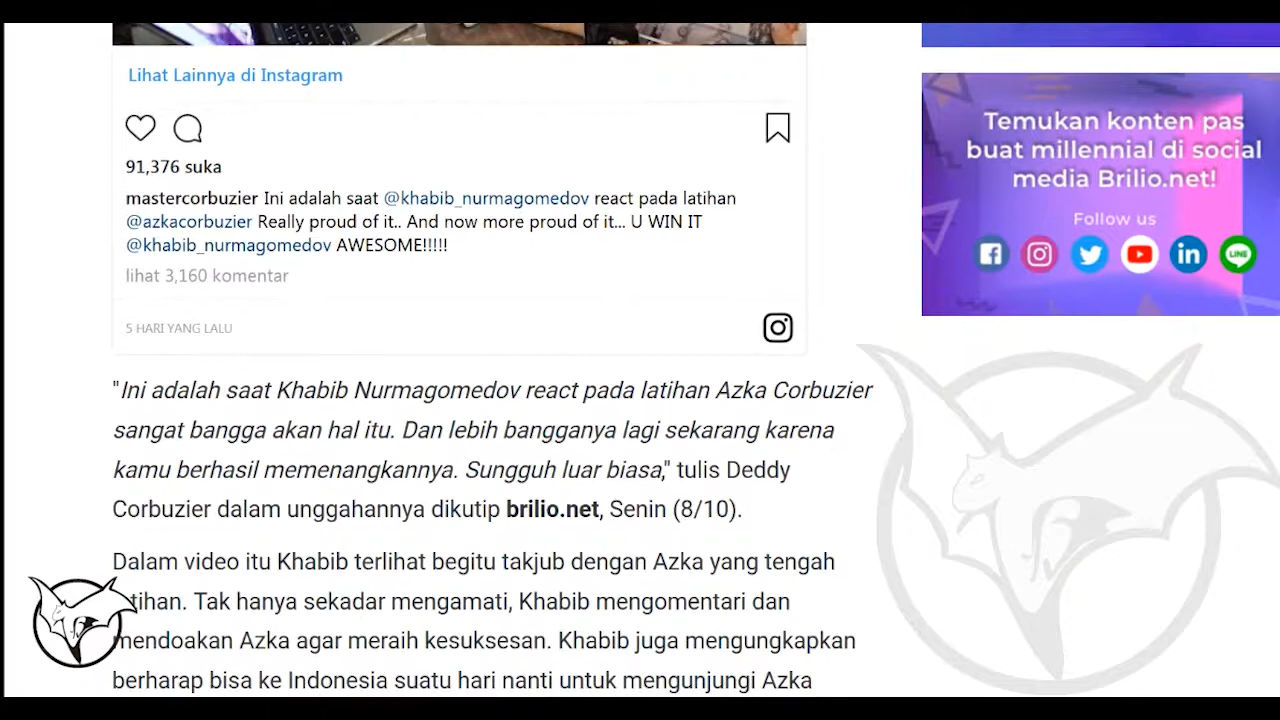 Lihat Lainnya di Instagram
91,376 suka
mastercorbuzier Ini adalah saat @khabib_nurmagomedov react pada latihan
@azkacorbuzier Really proud of it.. And now more proud of it... U WIN IT
@khabib_nurmagomedov AWESOME!!!!!
lihat 3,160 komentar
5 HARI YANG LALU
"Ini adalah saat Khabib Nurmagomedov react pada latihan Azka Corbuzier
sangat bangga akan hal itu. Dan lebih bangganya lagi sekarang karena
kamu berhasil memenangkannya. Sungguh luar biasa," tulis Deddy
Corbuzier dalam unggahannya dikutip brilio.net, Senin (8/10).
Dalam video itu Khabib terlihat begitu takjub dengan Azka yang tengah
tihan. Tak hanya sekadar mengamati, Khabib mengomentari dan
mendoakan Azka agar meraih kesuksesan. Khabib juga mengungkapkan
berharap bisa ke Indonesia suatu hari nanti untuk mengunjungi Azka
Temukan konten pas
buat millennial di social
media Brilio.net!
Follow us
LINE